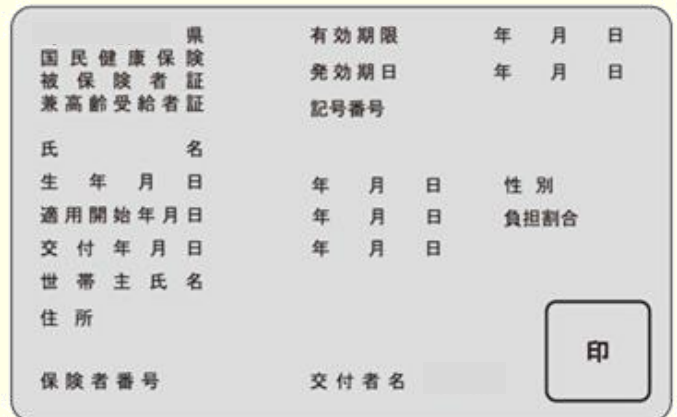 県 有効期限 年 月 日
国民健康保険
被保険者証 発効期日 年 月 日
兼高齢受給者証 記号番号
氏名
生年月日 年 月 日 性別
適用開始年月日 年 月 日 負担割合
交付年月日 年 月 日
世帯主氏名
住所
印
保険者番号 交付者名